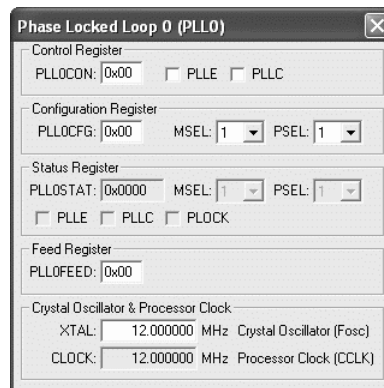 Phase Locked Loop 0 (PLL0)
Control Register
PLL0CON: 0x00 PLLE PLLC
Configuration Register
PLL0CFG: 0x00 MSEL: 1 PSEL: 1
Status Register
PLL0STAT: 0x0000 MSEL: 1 PSEL: 1
PLLE PLLC PLOCK
Feed Register
PLL0FEED: 0x00
Crystal Oscillator & Processor Clock
XTAL: 12.000000 MHz Crystal Oscillator (Fosc)
CLOCK: 12.000000 MHz Processor Clock (CCLK)